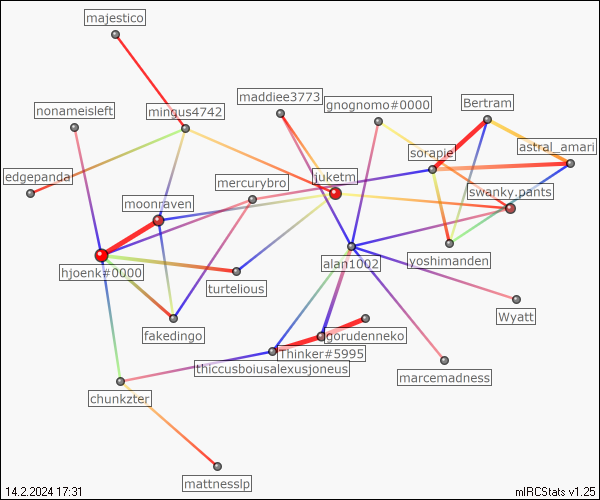 majestico
maddiee3773
gnognomo#0000
Bertram
nonameisleft
mingus4742
sorapie
astral_amari
edgepanda
mercurybro
juketm
swanky.pants
moonraven
hjoenk#0000
alan1002
yoshimanden
turtelious
Wyatt
fakedingo
gorudenneko
Thinker#5995
thiccusboiusalexusjoneus
marcemadness
chunkzter
mattnesslp
14.2.2024 17:31
mIRCStats v1.25